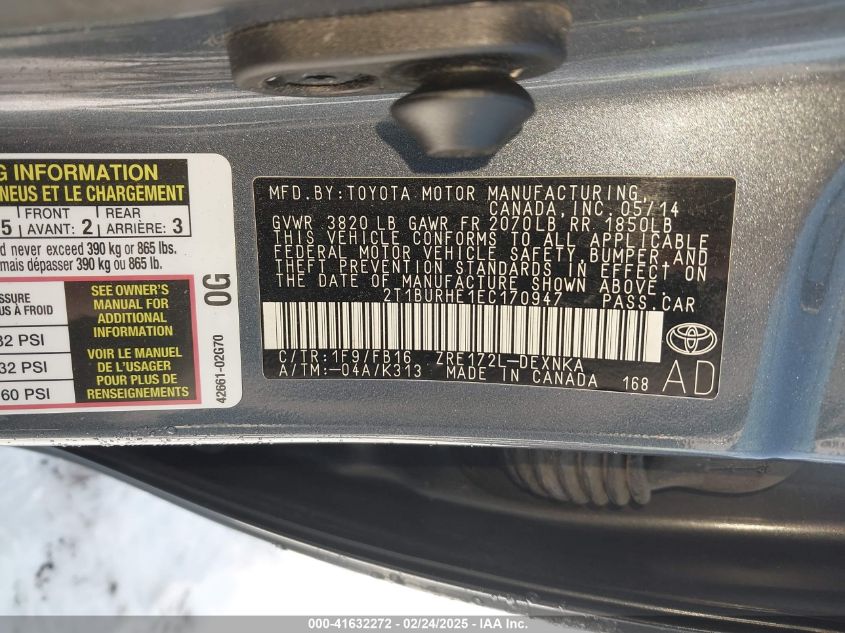 G INFORMATION
NEUS ET LE CHARGEMENT
5 FRONT AVANT: 2 REAR ARRIÈRE: 3
d never exceed 390 kg or 865 lbs.
mais dépasser 390 kg ou 865 lb.
SSURE
US À FROID
32 PSI
32 PSI
60 PSI
SEE OWNER'S
MANUAL FOR
ADDITIONAL
INFORMATION
VOIR LE MANUEL
DE L'USAGER
POUR PLUS DE
RENSEIGNEMENTS
0G
42661-02G70
MFD. BY: TOYOTA MOTOR MANUFACTURING
CANADA, INC. 05/14
GVWR 3820 LB GAWR FR 2070LB RR 1850LB
THIS VEHICLE CONFORMS TO ALL APPLICABLE
FEDERAL MOTOR VEHICLE SAFETY, BUMPER, AND
THEFT PREVENTION STANDARDS IN EFFECT ON
THE DATE OF MANUFACTURE SHOWN ABOVE.
2T1BURHE1EC170947 PASS. CAR
C/TR: 1F9/FB16 ZRE172L-DEXNKA
A/TM: -04A/K313 MADE IN CANADA 168
AD
000-41632272 - 02/24/2025 - IAA Inc.